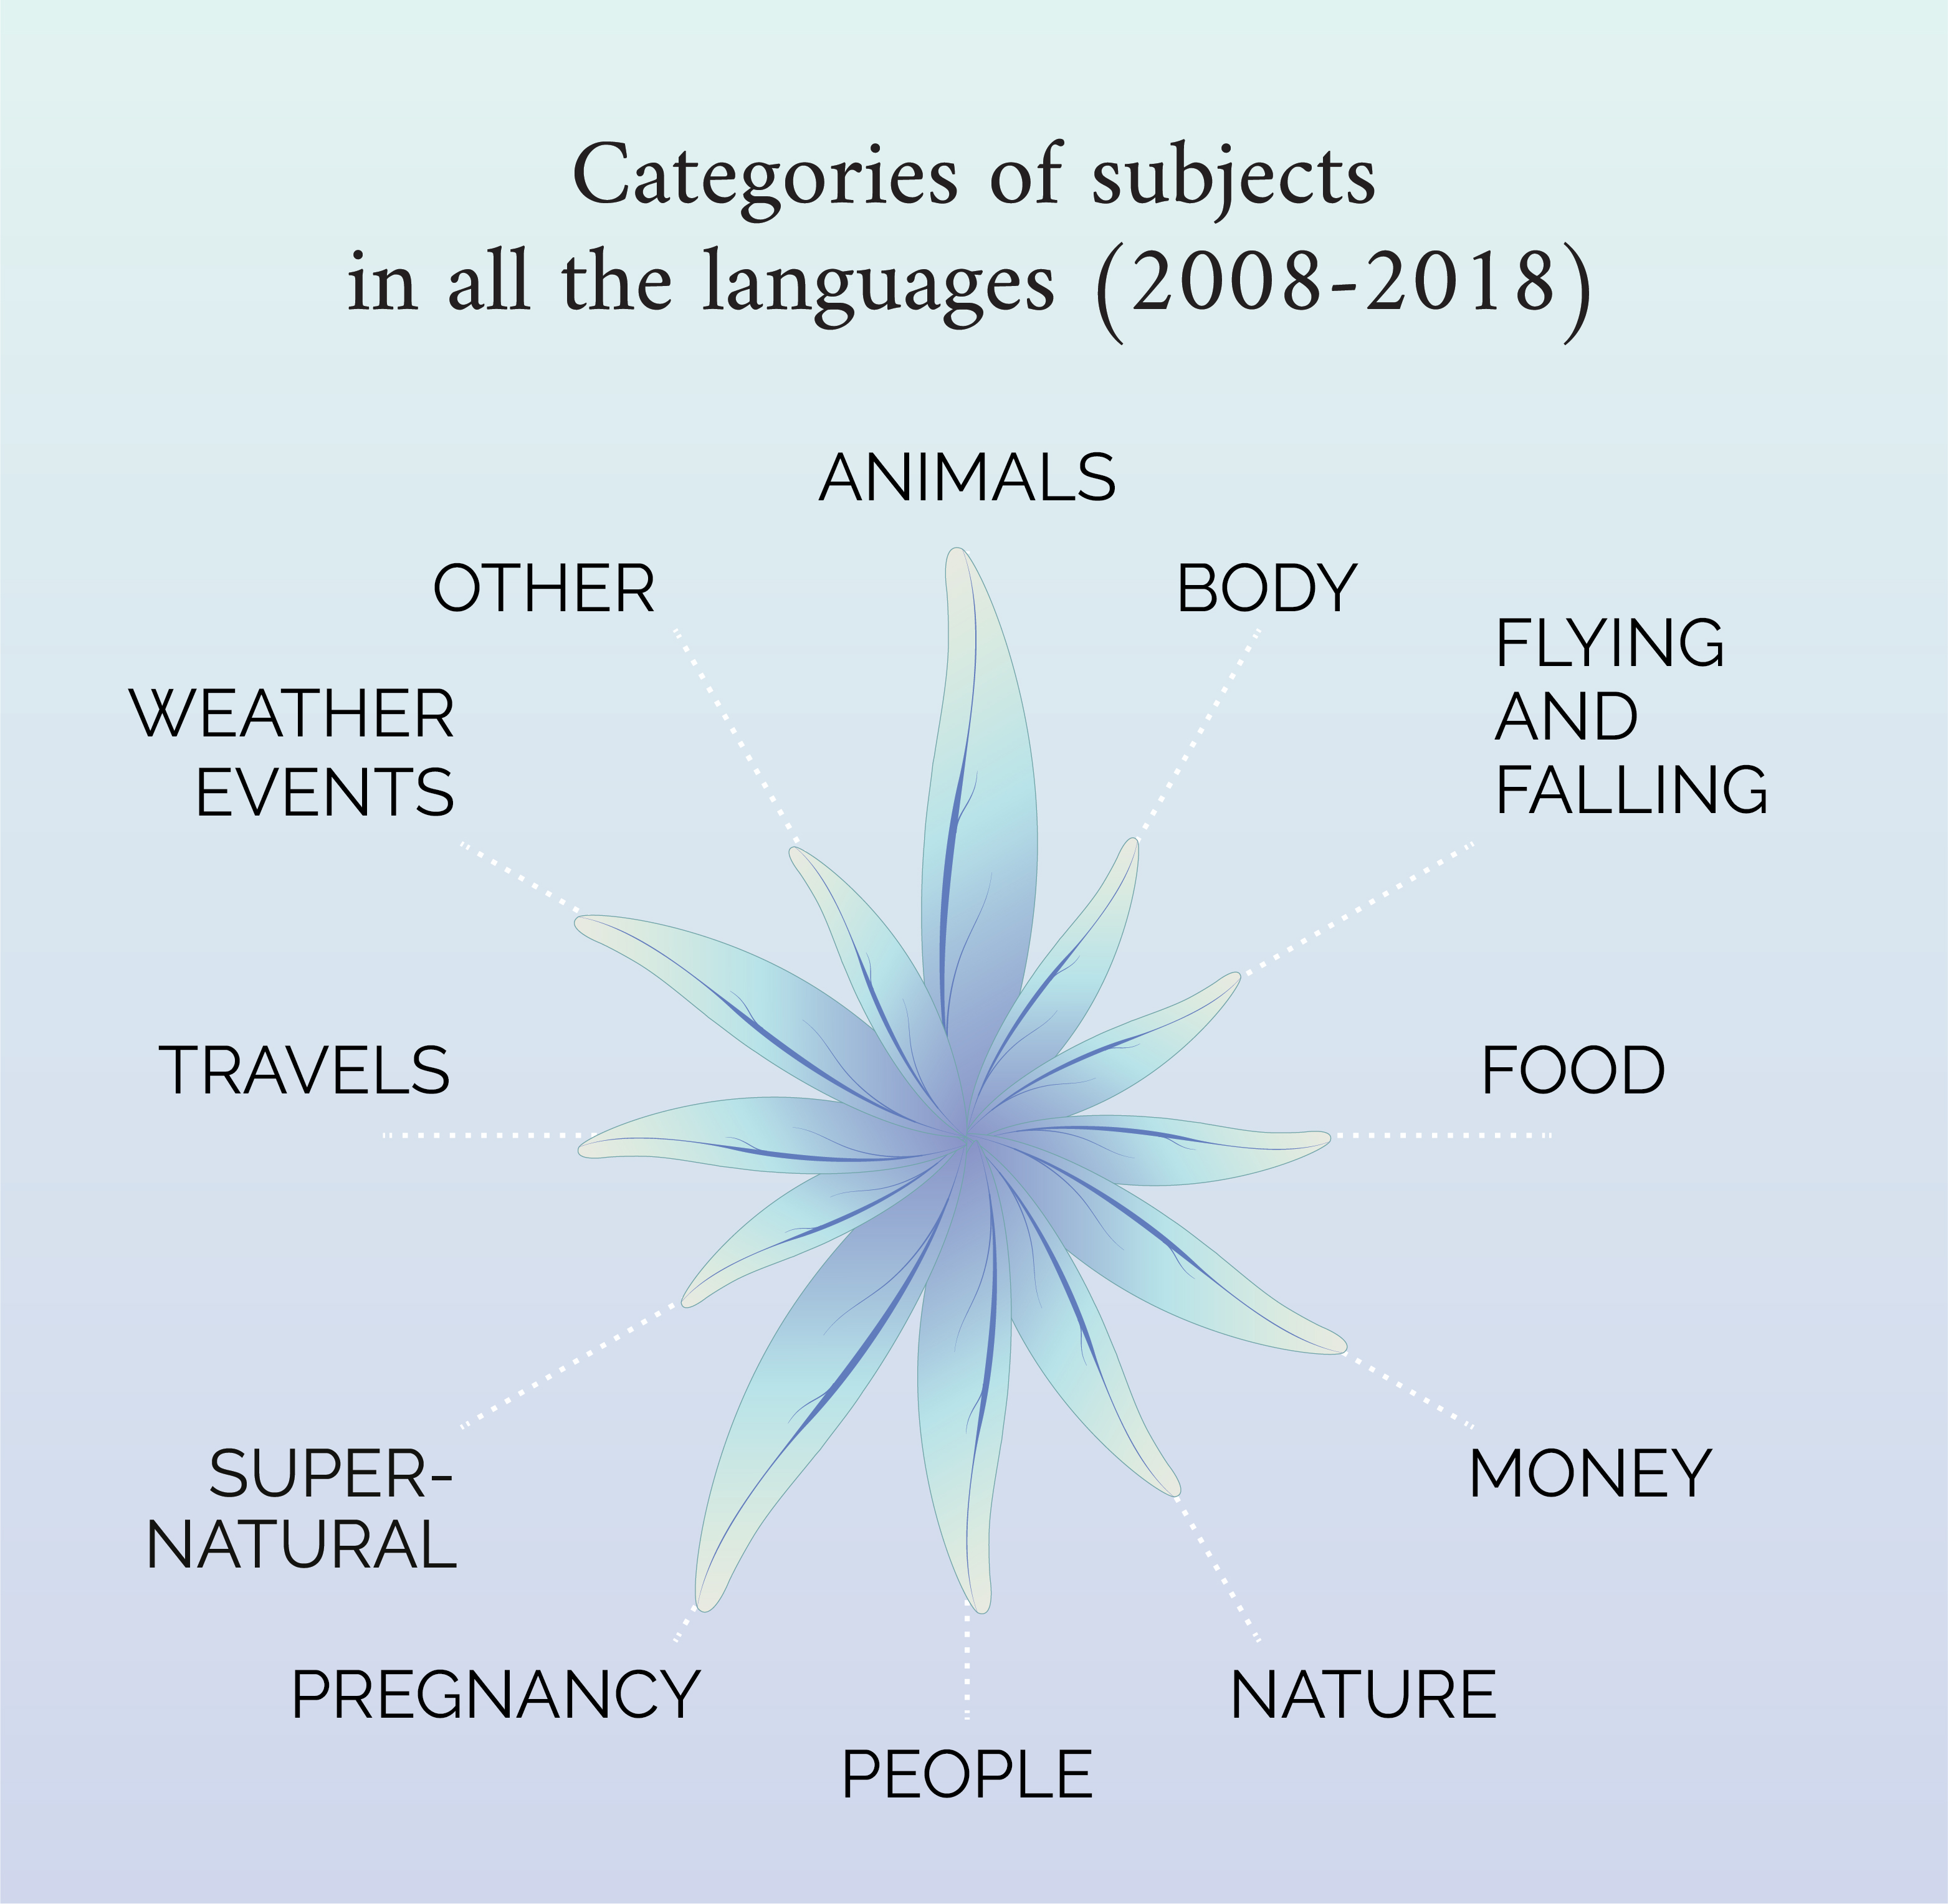 Categories of subjects
in all the languages (2008-2018)
ANIMALS
OTHER
BODY
FLYING
AND
FALLING
WEATHER
EVENTS
TRAVELS
FOOD
SUPER-
NATURAL
MONEY
PREGNANCY
NATURE
PEOPLE